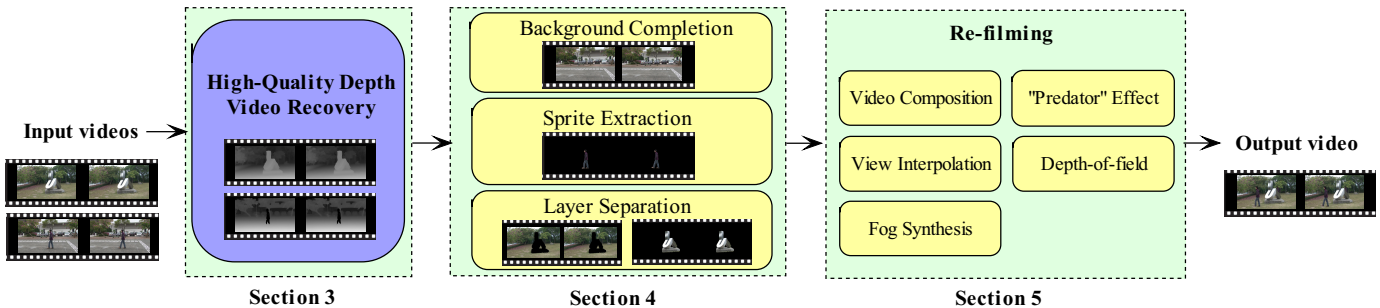 Input videos
High-Quality Depth
Video Recovery
Section 3
Background Completion
Sprite Extraction
Layer Separation
Section 4
Re-filming
Video Composition
"Predator" Effect
View Interpolation
Depth-of-field
Fog Synthesis
Section 5
Output video